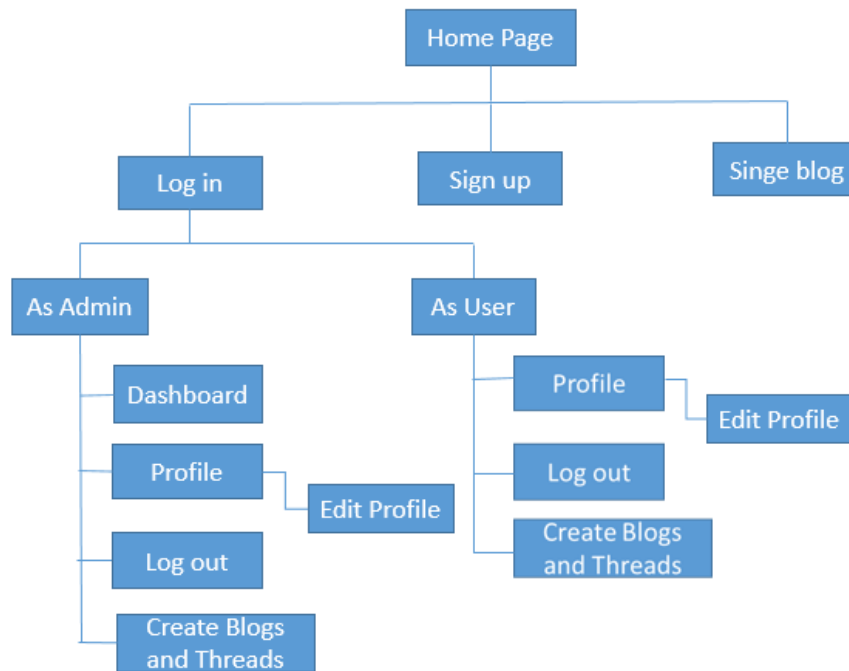 Home Page
Log in
Sign up
Singe blog
As Admin
As User
Dashboard
Profile
Edit Profile
Log out
Create Blogs
and Threads
Profile
Edit Profile
Log out
Create Blogs
and Threads